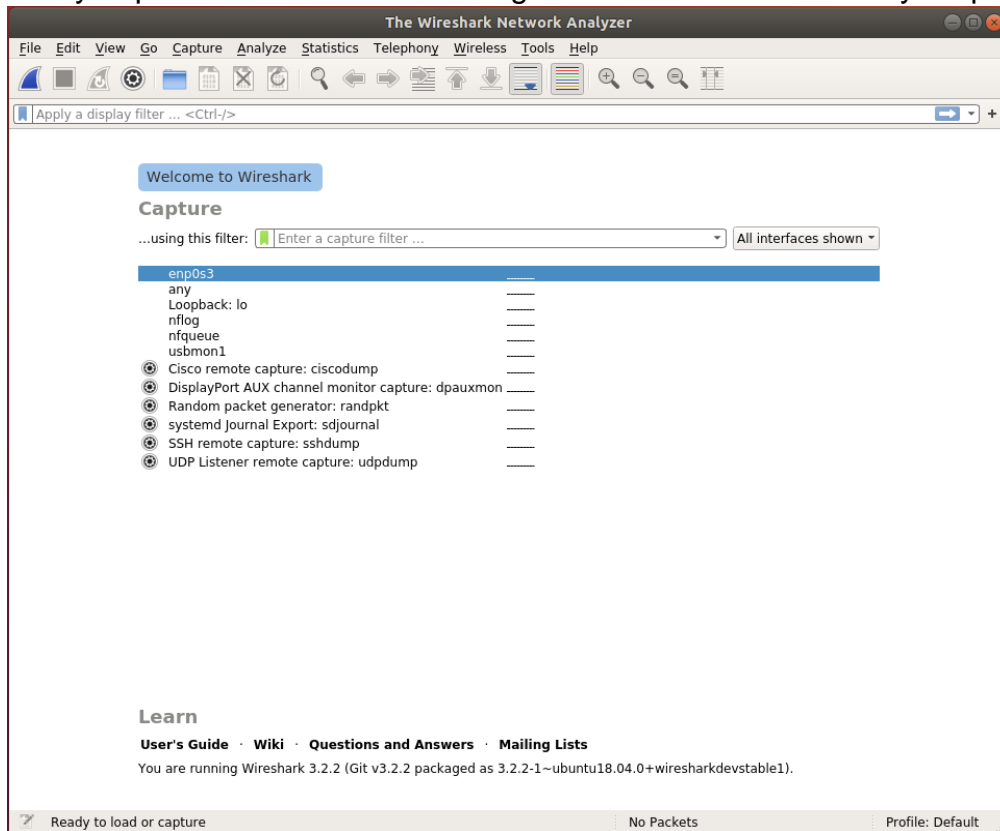 The Wireshark Network Analyzer
File Edit View Go Capture Analyze Statistics Telephony Wireless Tools Help
Apply a display filter ... <Ctrl-/>
+
Welcome to Wireshark
Capture
...using this filter: Enter a capture filter ... All interfaces shown
enp0s3
any
Loopback: lo
nflog
nfqueue
usbmon1
Cisco remote capture: ciscodump
DisplayPort AUX channel monitor capture: dpauxmon
Random packet generator: randpkt
systemd Journal Export: sdjournal
SSH remote capture: sshdump
UDP Listener remote capture: udpdump
Learn
User's Guide · Wiki · Questions and Answers · Mailing Lists
You are running Wireshark 3.2.2 (Git v3.2.2 packaged as 3.2.2-1~ubuntu18.04.0+wiresharkdevstable1).
Ready to load or capture No Packets Profile: Default